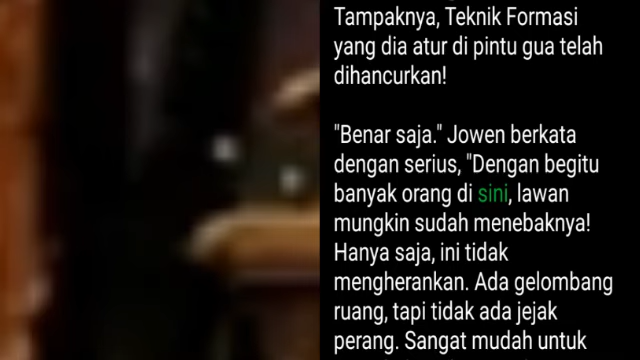 Tampaknya, Teknik Formasi
yang dia atur di pintu gua telah
dihancurkan!
"Benar saja." Jowen berkata
dengan serius, "Dengan begitu
banyak orang di sini, lawan
mungkin sudah menebaknya!
Hanya saja, ini tidak
mengherankan. Ada gelombang
ruang, tapi tidak ada jejak
perang. Sangat mudah untuk